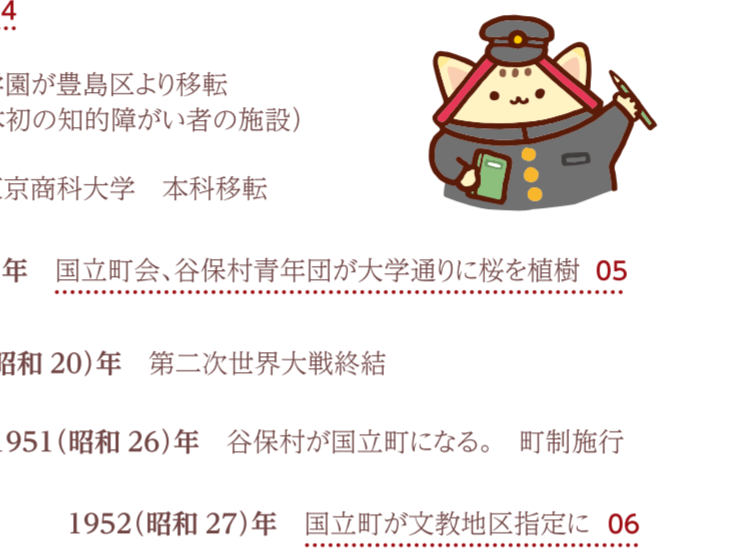 4
学園が豊島区より移転
本初の知的障がい者の施設）
京商科大学　本科移転
年　国立町会、谷保村青年団が大学通りに桜を植樹 05
昭和 20）年　第二次世界大戦終結
1951（昭和 26）年　谷保村が国立町になる。　町制施行
1952（昭和 27）年　国立町が文教地区指定に 06